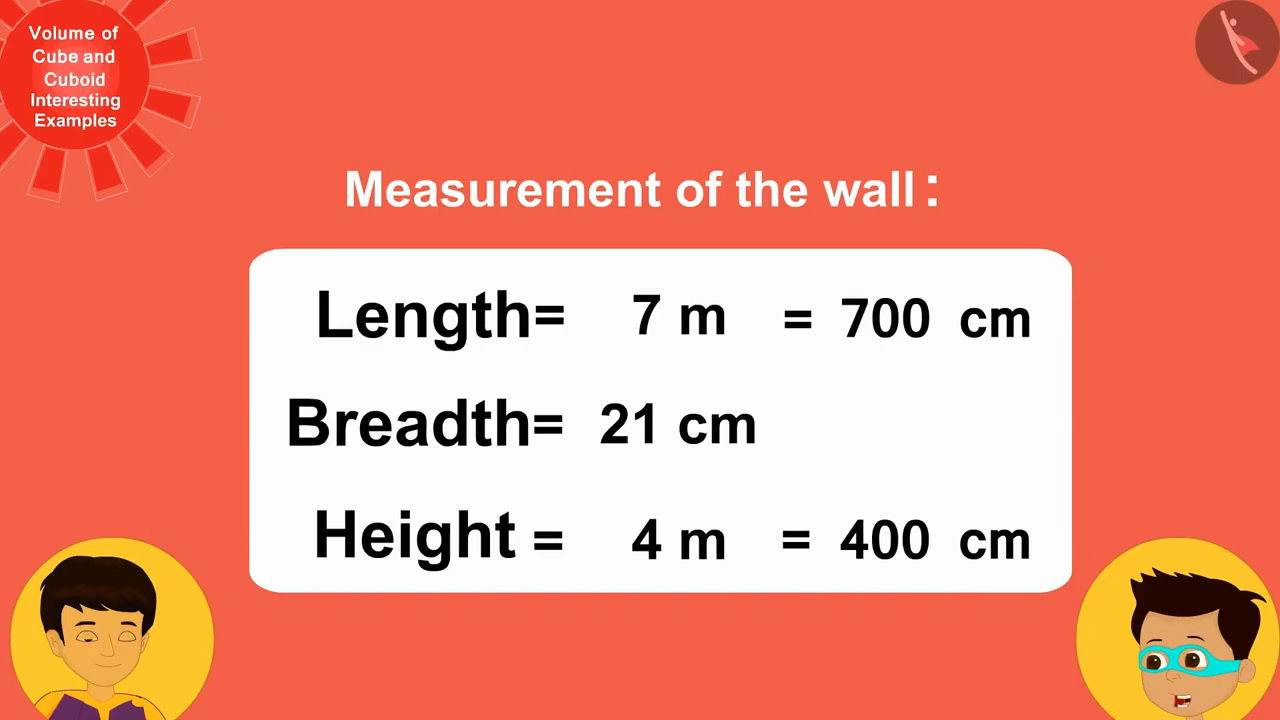 Volume of
Cube and
Cuboid
Interesting
Examples
Measurement of the wall :
Length= 7 m = 700 cm
Breadth= 21 cm
Height = 4 m = 400 cm